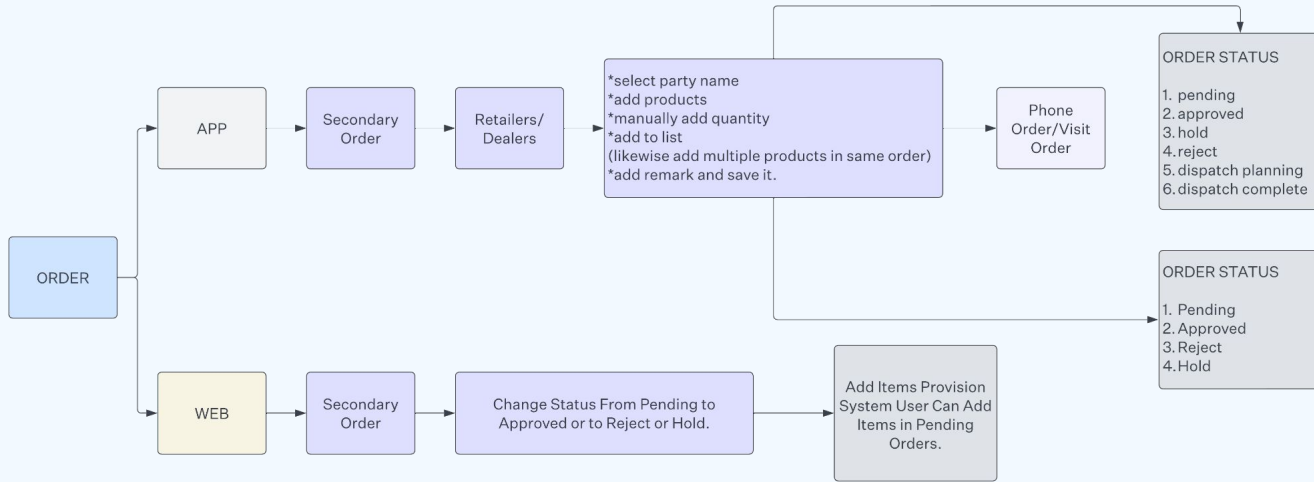 ORDER
APP
Secondary
Order
Retailers/
Dealers
*select party name
*add products
*manually add quantity
*add to list
(likewise add multiple products in same order)
*add remark and save it.
Phone
Order/Visit
Order
ORDER STATUS
1. pending
2. approved
3. hold
4. reject
5. dispatch planning
6. dispatch complete
ORDER STATUS
1. Pending
2. Approved
3. Reject
4. Hold
WEB
Secondary
Order
Change Status From Pending to
Approved or to Reject or Hold.
Add Items Provision
System User Can Add
Items in Pending
Orders.